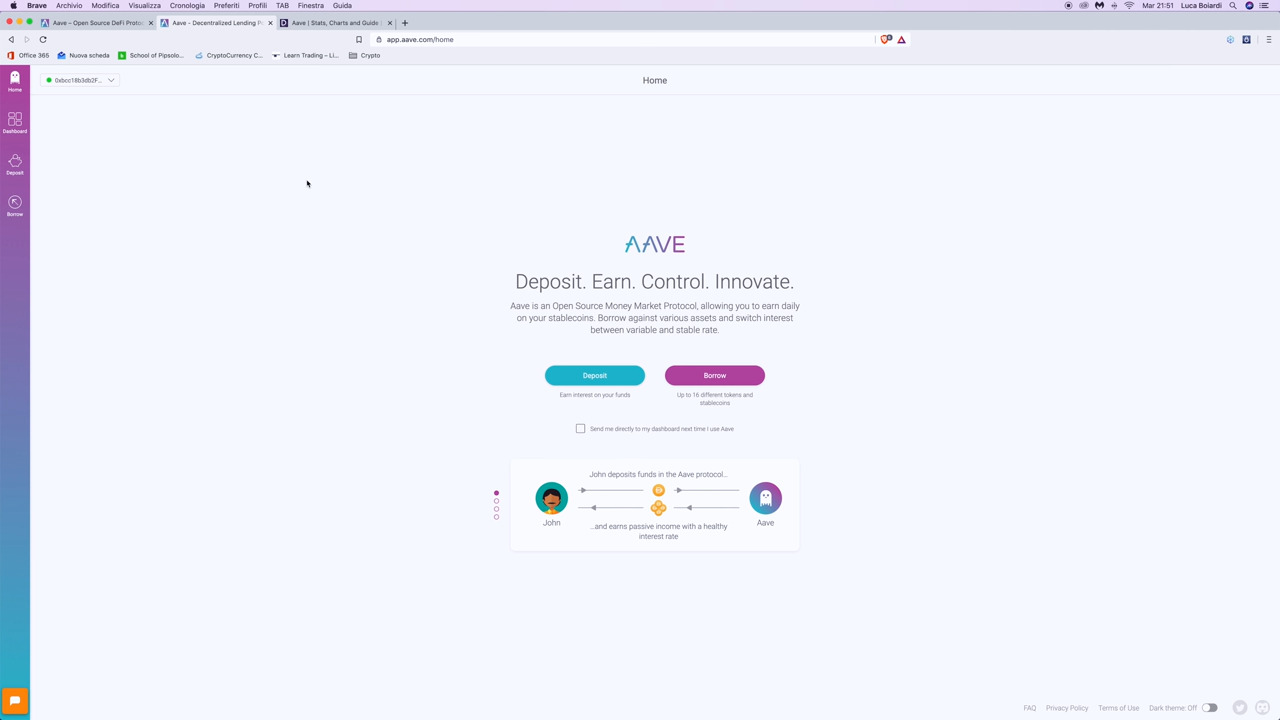 Brave Archivio Modifica Visualizza Cronologia Preferiti Profili TAB Finestra Guida Mar 21:51 Luca Boiardi
Aave – Open Source DeFi Protoc Aave - Decentralized Lending Po Aave | Stats, Charts and Guide |
app.aave.com/home
Office 365 Nuova scheda School of Pipsolo... CryptoCurrency C... Learn Trading – Li... Crypto
0xbcc18b3db2F... Home
Home
Dashboard
Deposit
Borrow
AAVE
Deposit. Earn. Control. Innovate.
Aave is an Open Source Money Market Protocol, allowing you to earn daily
on your stablecoins. Borrow against various assets and switch interest
between variable and stable rate.
Deposit Borrow
Earn interest on your funds Up to 16 different tokens and
stablecoins
Send me directly to my dashboard next time I use Aave
John deposits funds in the Aave protocol...
John Aave
...and earns passive income with a healthy
interest rate
FAQ Privacy Policy Terms of Use Dark theme: Off